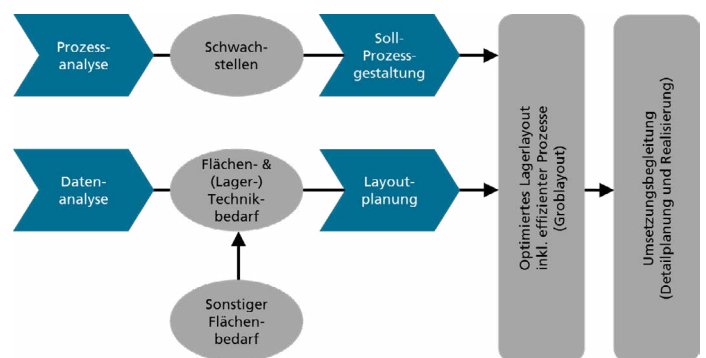 Prozess-
analyse
Schwach-
stellen
Soll-
Prozess-
gestaltung
Daten-
analyse
Flächen- &
(Lager-)
Technik-
bedarf
Layout-
planung
Sonstiger
Flächen-
bedarf
Optimiertes Lagerlayout
inkl. effizienter Prozesse
(Groblayout)
Umsetzungsbegleitung
(Detailplanung und Realisierung)